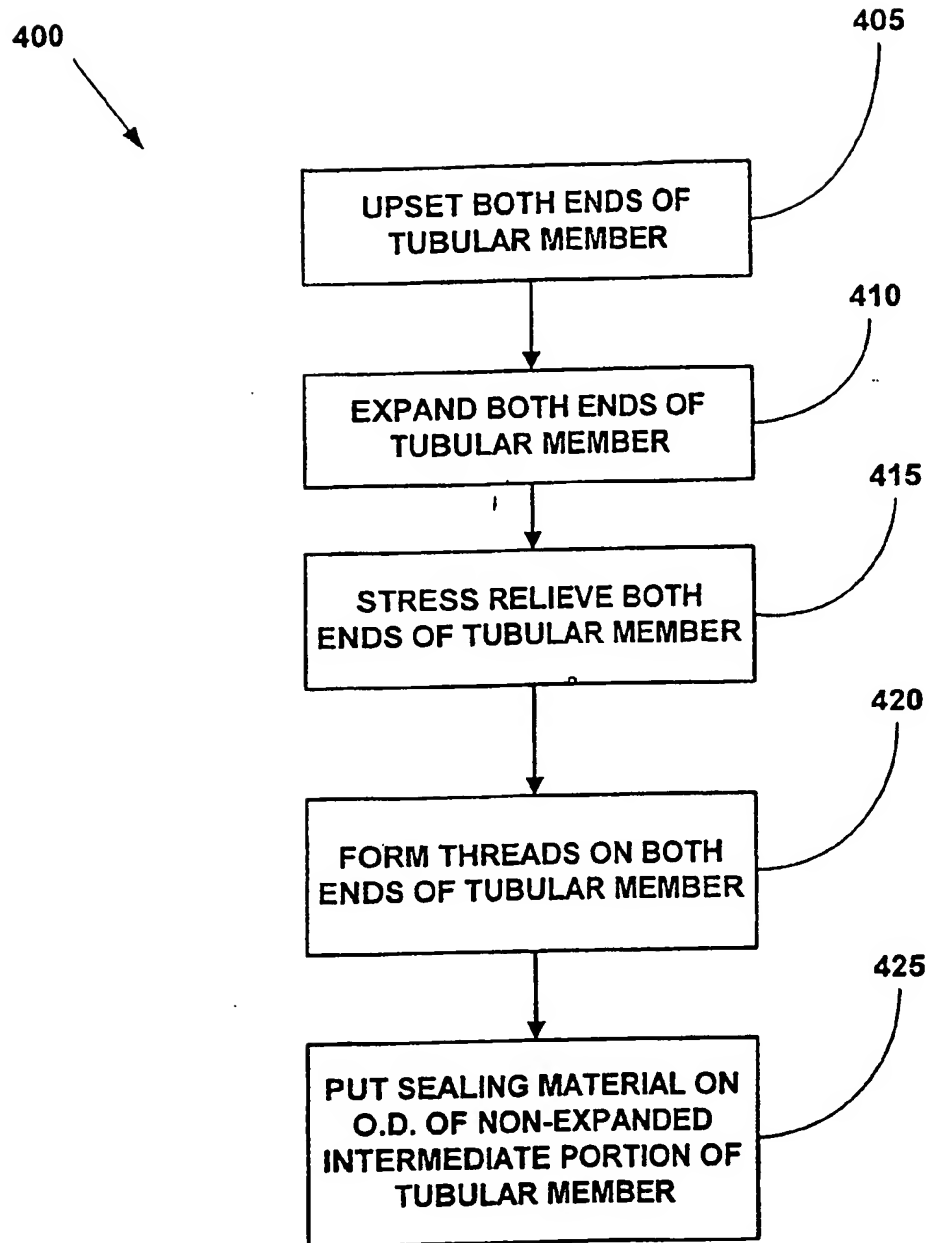 400
405
UPSET BOTH ENDS OF
TUBULAR MEMBER
410
EXPAND BOTH ENDS OF
TUBULAR MEMBER
415
STRESS RELIEVE BOTH
ENDS OF TUBULAR MEMBER
420
FORM THREADS ON BOTH
ENDS OF TUBULAR MEMBER
425
PUT SEALING MATERIAL ON
O.D. OF NON-EXPANDED
INTERMEDIATE PORTION OF
TUBULAR MEMBER